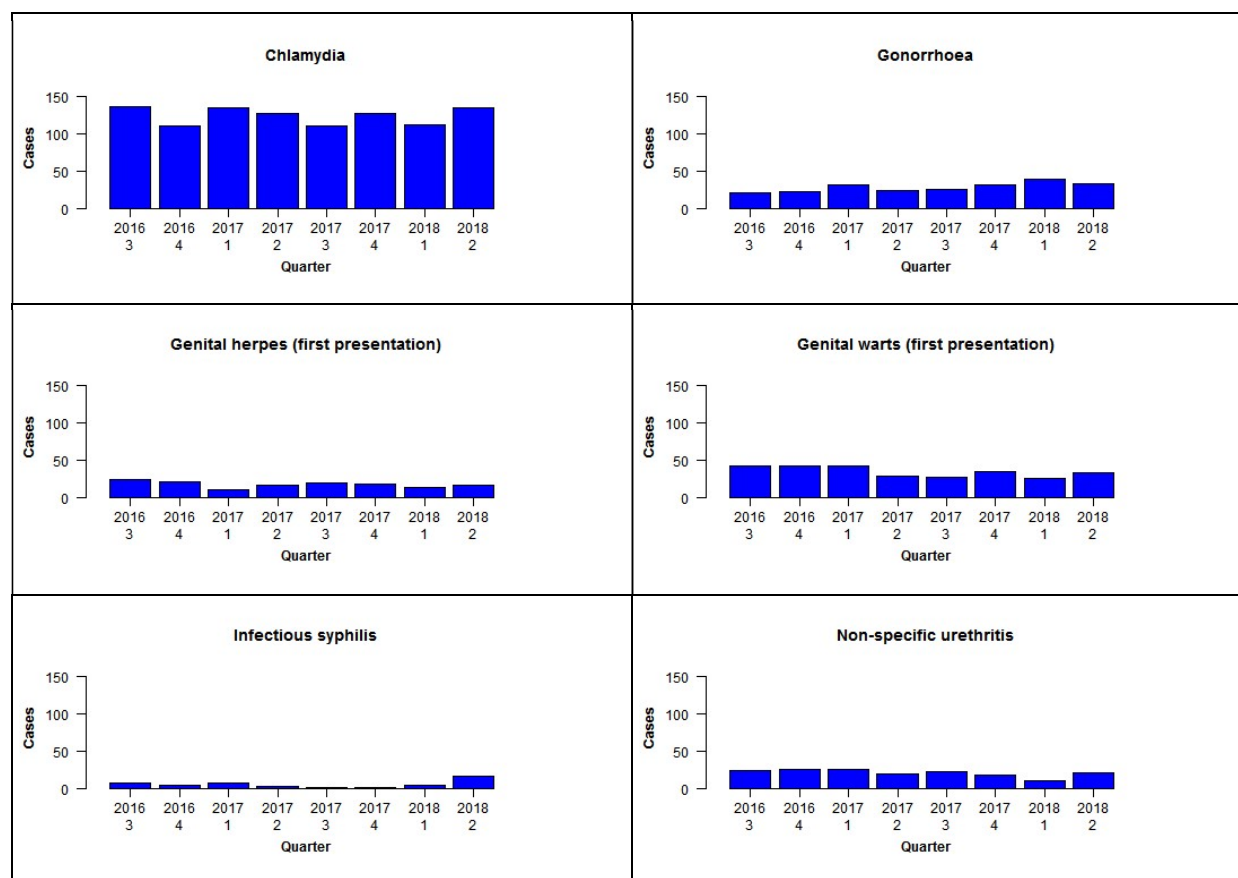 Chlamydia
150
100
50
0
Cases
2016 2016 2017 2017 2017 2017 2018 2018
3 4 1 2 3 4 1 2
Quarter
Gonorrhoea
150
100
50
0
Cases
2016 2016 2017 2017 2017 2017 2018 2018
3 4 1 2 3 4 1 2
Quarter
Genital herpes (first presentation)
150
100
50
0
Cases
2016 2016 2017 2017 2017 2017 2018 2018
3 4 1 2 3 4 1 2
Quarter
Genital warts (first presentation)
150
100
50
0
Cases
2016 2016 2017 2017 2017 2017 2018 2018
3 4 1 2 3 4 1 2
Quarter
Infectious syphilis
150
100
50
0
Cases
2016 2016 2017 2017 2017 2017 2018 2018
3 4 1 2 3 4 1 2
Quarter
Non-specific urethritis
150
100
50
0
Cases
2016 2016 2017 2017 2017 2017 2018 2018
3 4 1 2 3 4 1 2
Quarter